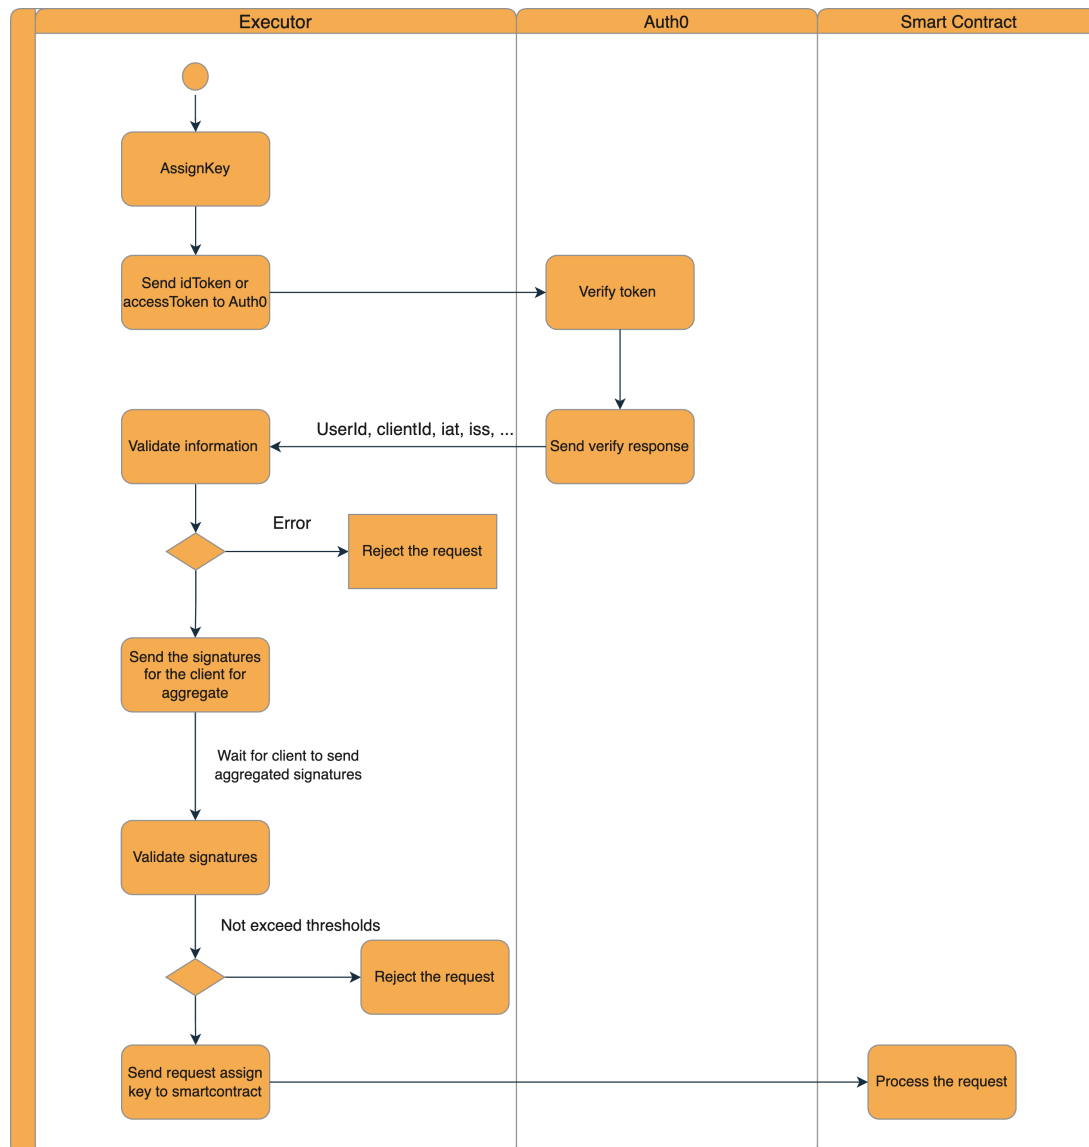 Executor
Auth0
Smart Contract
AssignKey
Send idToken or
accessToken to Auth0
Verify token
UserId, clientId, iat, iss, ...
Validate information
Send verify response
Error
Reject the request
Send the signatures
for the client for
aggregate
Wait for client to send
aggregated signatures
Validate signatures
Not exceed thresholds
Reject the request
Send request assign
key to smartcontract
Process the request